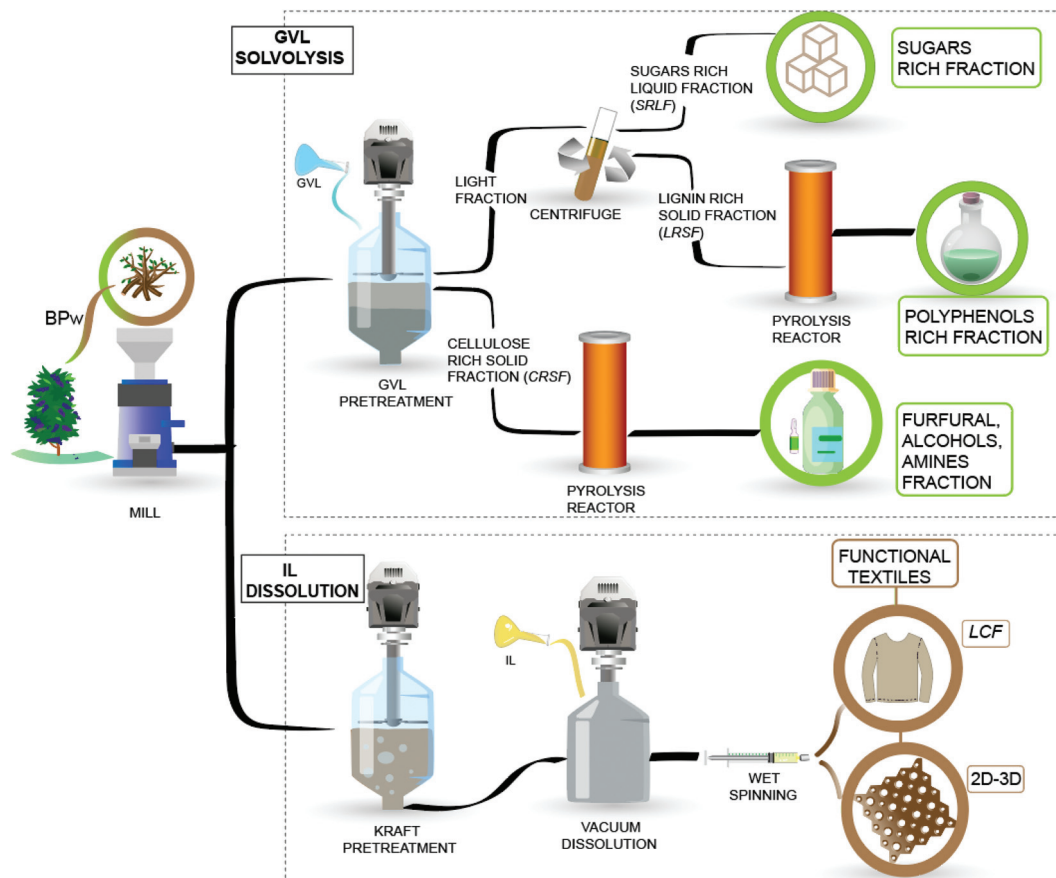 GVL
SOLVOLYSIS
SUGARS RICH
LIQUID FRACTION
(SRLF)
SUGARS
RICH FRACTION
GVL
LIGHT
FRACTION
CENTRIFUGE
LIGNIN RICH
SOLID FRACTION
(LRSF)
BPw
GVL
PRETREATMENT
CELLULOSE
RICH SOLID
FRACTION (CRSF)
PYROLYSIS
REACTOR
POLYPHENOLS
RICH FRACTION
MILL
PYROLYSIS
REACTOR
FURFURAL,
ALCOHOLS,
AMINES
FRACTION
IL
DISSOLUTION
FUNCTIONAL
TEXTILES
IL
LCF
KRAFT
PRETREATMENT
VACUUM
DISSOLUTION
WET
SPINNING
2D-3D